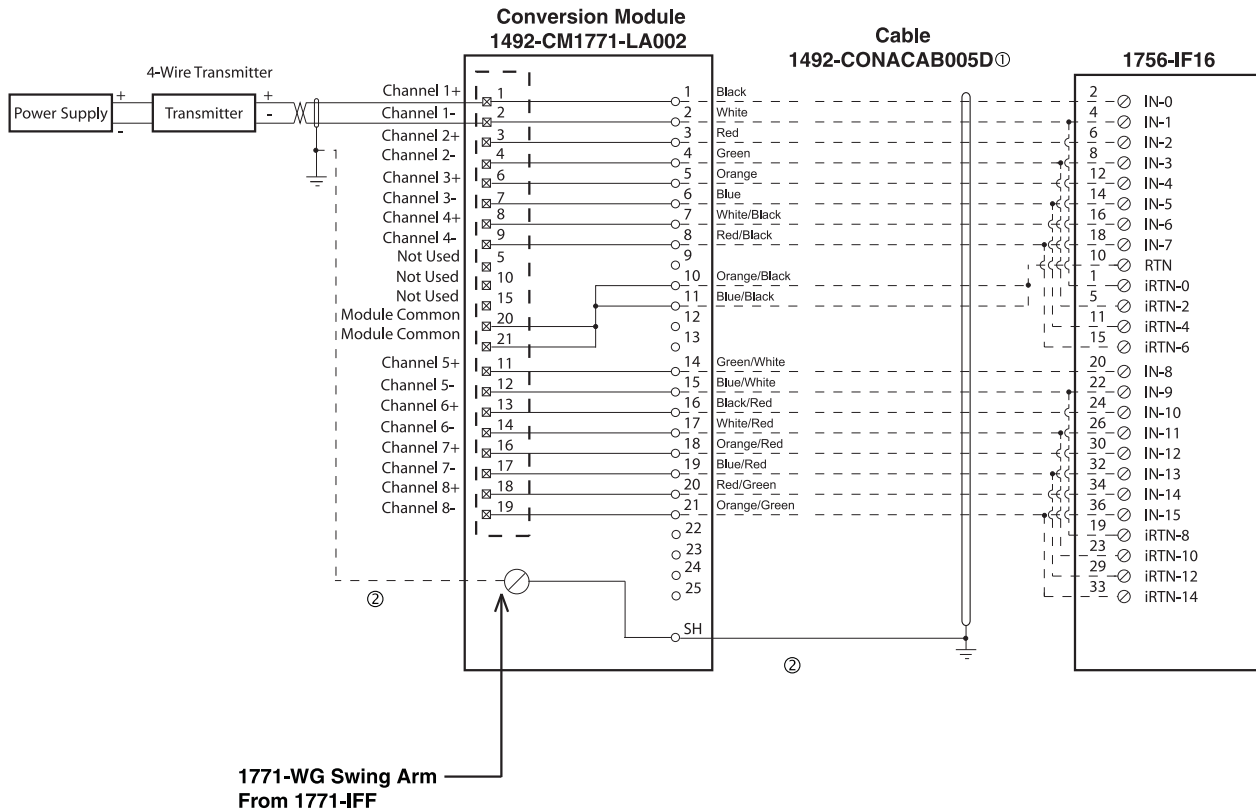 Conversion Module
1492-CM1771-LA002
Cable
1492-CONACAB005D①
1756-IF16
4-Wire Transmitter
Power Supply
+
-
Transmitter
+
-
Channel 1+ 1 1 Black 2 IN-0
Channel 1- 2 2 White 4 IN-1
Channel 2+ 3 3 Red 6 IN-2
Channel 2- 4 4 Green 8 IN-3
Channel 3+ 6 5 Orange 12 IN-4
Channel 3- 7 6 Blue 14 IN-5
Channel 4+ 8 7 White/Black 16 IN-6
Channel 4- 9 8 Red/Black 18 IN-7
Not Used 5 9 10 RTN
Not Used 10 10 Orange/Black 1 iRTN-0
Not Used 15 11 Blue/Black 5 iRTN-2
Module Common 20 12 11 iRTN-4
Module Common 21 13 15 iRTN-6
Channel 5+ 11 14 Green/White 20 IN-8
Channel 5- 12 15 Blue/White 22 IN-9
Channel 6+ 13 16 Black/Red 24 IN-10
Channel 6- 14 17 White/Red 26 IN-11
Channel 7+ 16 18 Orange/Red 30 IN-12
Channel 7- 17 19 Blue/Red 32 IN-13
Channel 8+ 18 20 Red/Green 34 IN-14
Channel 8- 19 21 Orange/Green 36 IN-15
22 19 iRTN-8
23 23 iRTN-10
24 29 iRTN-12
25 33 iRTN-14
②
SH
②
1771-WG Swing Arm
From 1771-IFF